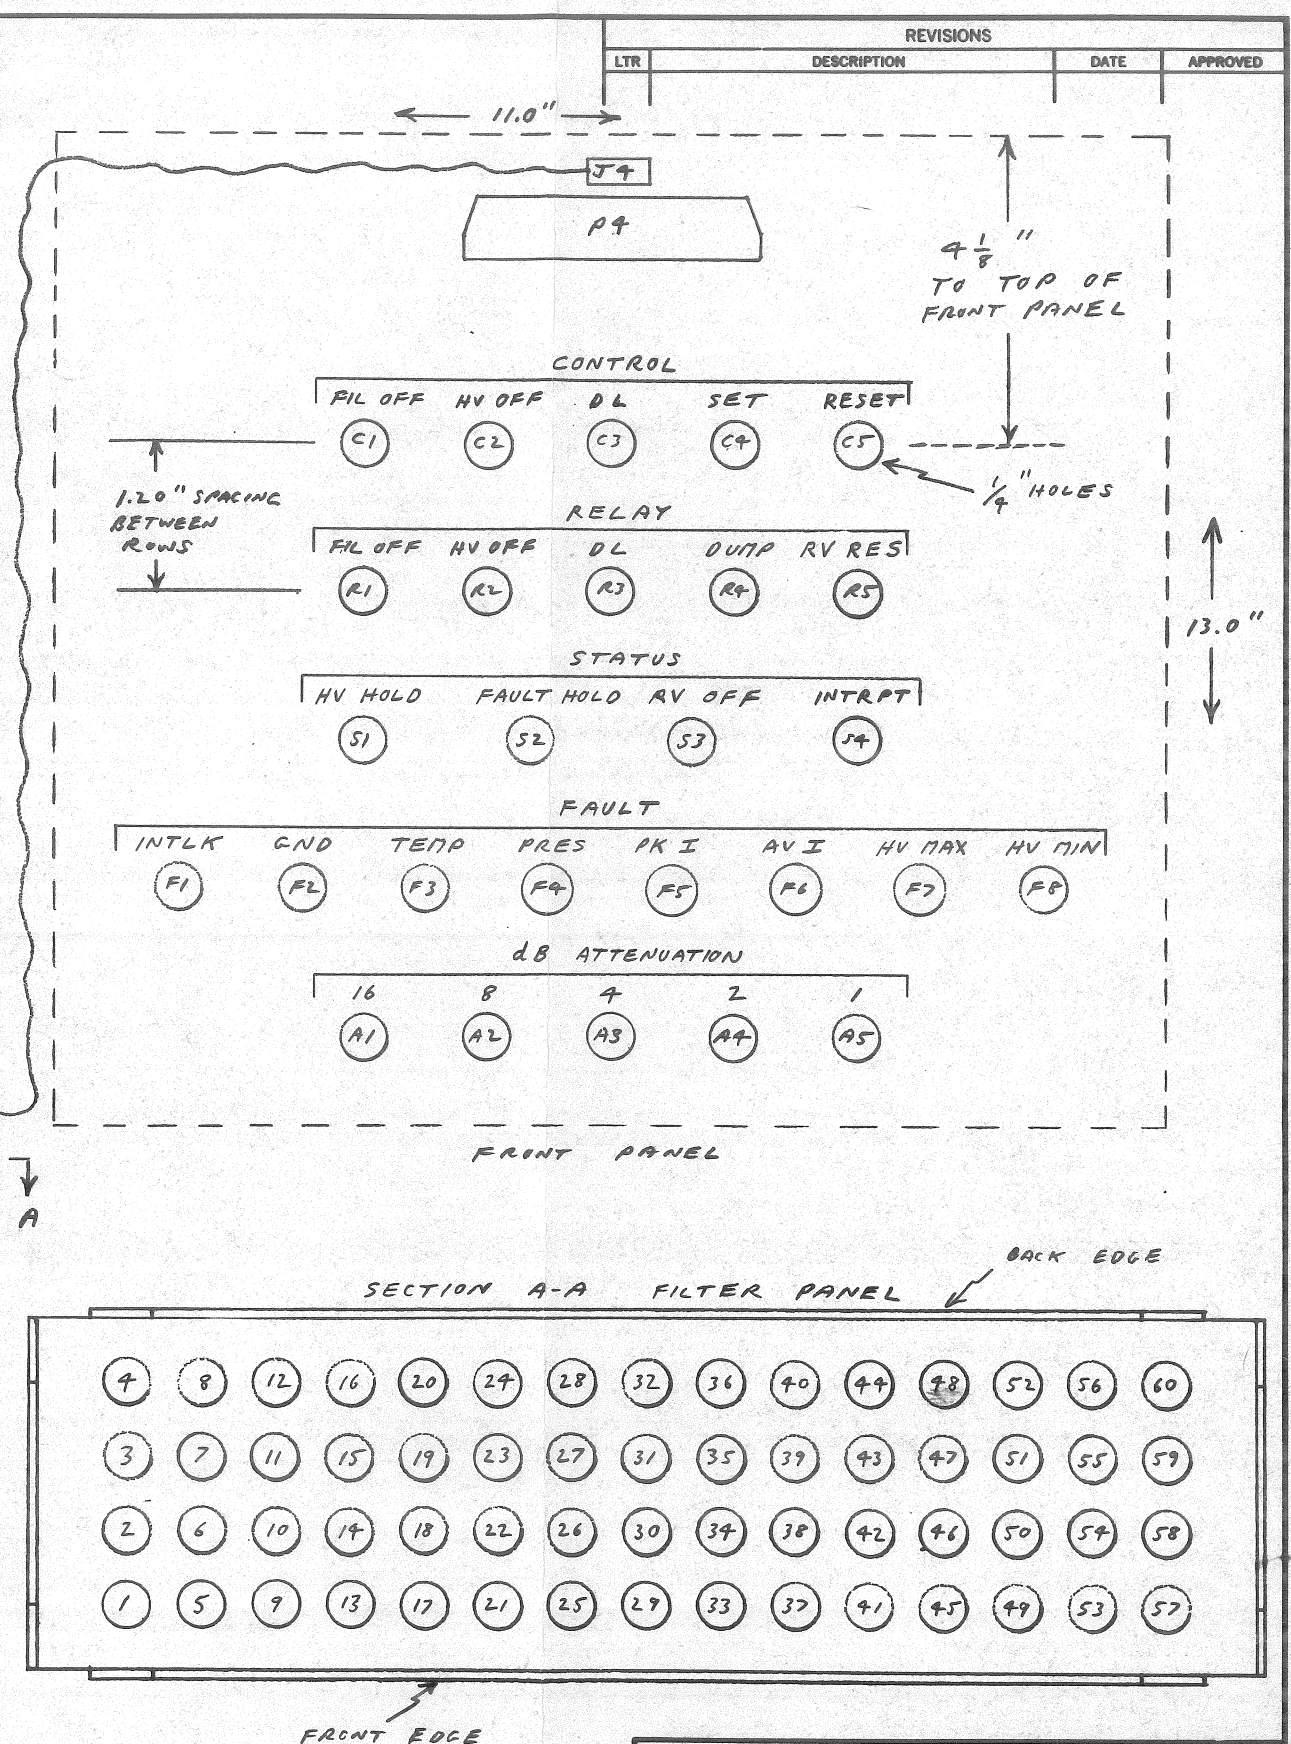 REVISIONS
LTR DESCRIPTION DATE APPROVED
11.0"
J4
P4
4 1/8 "
TO TOP OF
FRONT PANEL
CONTROL
FIL OFF HV OFF DL SET RESET
C1 C2 C3 C4 C5
1/4" HOLES
1.20" SPACING
BETWEEN
ROWS
RELAY
FIL OFF HV OFF DL DUMP RV RES
R1 R2 R3 R4 R5
13.0"
STATUS
HV HOLD FAULT HOLD RV OFF INTRPT
S1 S2 S3 S4
FAULT
INTLK GND TEMP PRES PK I AV I HV MAX HV MIN
F1 F2 F3 F4 F5 F6 F7 F8
dB ATTENUATION
16 8 4 2 1
A1 A2 A3 A4 A5
FRONT PANEL
A
BACK EDGE
SECTION A-A FILTER PANEL
4 8 12 16 20 24 28 32 36 40 44 48 52 56 60
3 7 11 15 19 23 27 31 35 39 43 47 51 55 59
2 6 10 14 18 22 26 30 34 38 42 46 50 54 58
1 5 9 13 17 21 25 29 33 37 41 45 49 53 57
FRONT EDGE